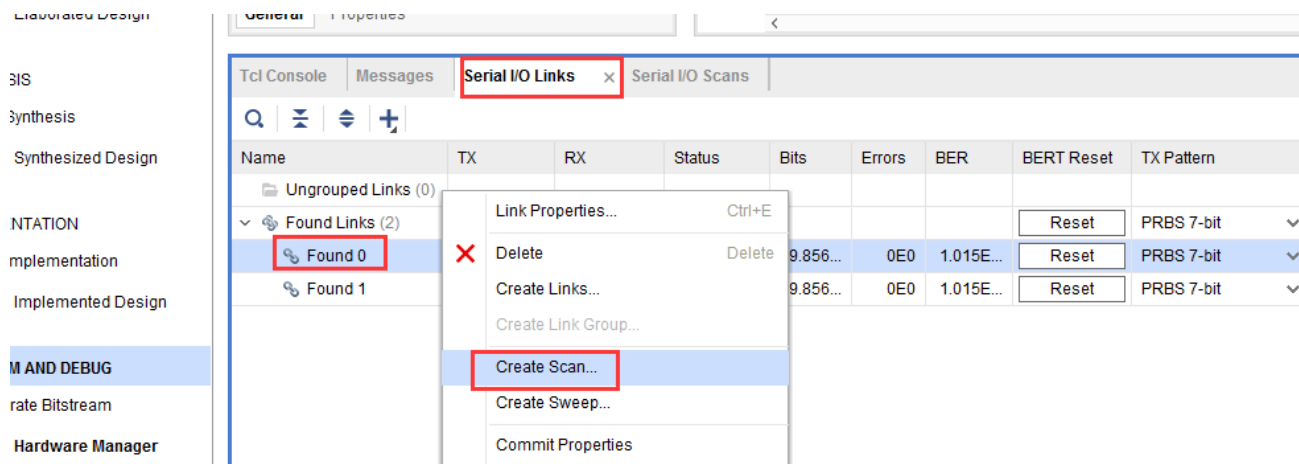 Elaborated Design
General Properties
SIS
Synthesis
Synthesized Design
NTATION
mplementation
Implemented Design
M AND DEBUG
rate Bitstream
Hardware Manager
Tcl Console Messages Serial I/O Links × Serial I/O Scans
Name TX RX Status Bits Errors BER BERT Reset TX Pattern
Ungrouped Links (0)
Found Links (2) Reset PRBS 7-bit
Found 0 9.856... 0E0 1.015E... Reset PRBS 7-bit
Found 1 9.856... 0E0 1.015E... Reset PRBS 7-bit
Link Properties... Ctrl+E
Delete Delete
Create Links...
Create Link Group...
Create Scan...
Create Sweep...
Commit Properties